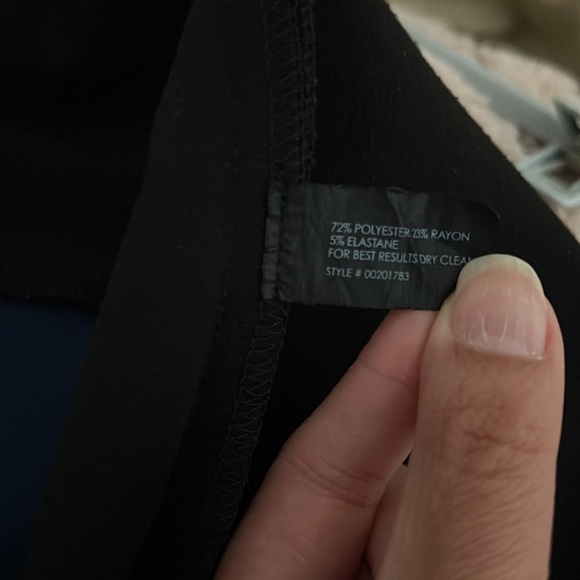 72% POLYESTER 23% RAYON
5% ELASTANE
FOR BEST RESULTS DRY CLEAN
STYLE # 00201783